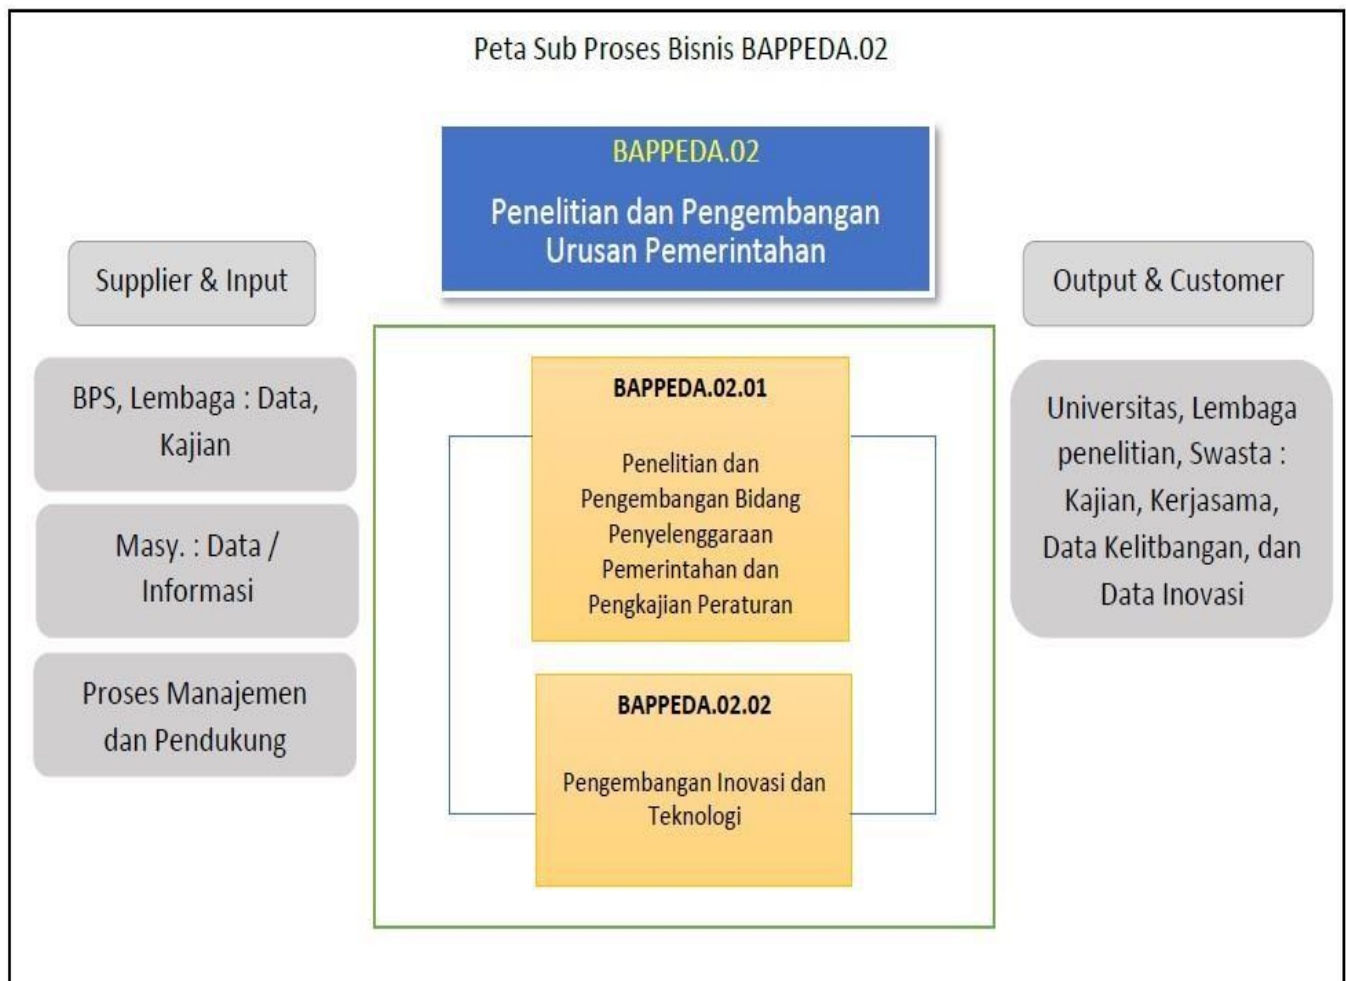 Peta Sub Proses Bisnis BAPPEDA.02
BAPPEDA.02
Penelitian dan Pengembangan
Urusan Pemerintahan
Supplier & Input
BPS, Lembaga : Data,
Kajian
Masy. : Data /
Informasi
Proses Manajemen
dan Pendukung
BAPPEDA.02.01
Penelitian dan
Pengembangan Bidang
Penyelenggaraan
Pemerintahan dan
Pengkajian Peraturan
BAPPEDA.02.02
Pengembangan Inovasi dan
Teknologi
Output & Customer
Universitas, Lembaga
penelitian, Swasta :
Kajian, Kerjasama,
Data Kelitbangan, dan
Data Inovasi